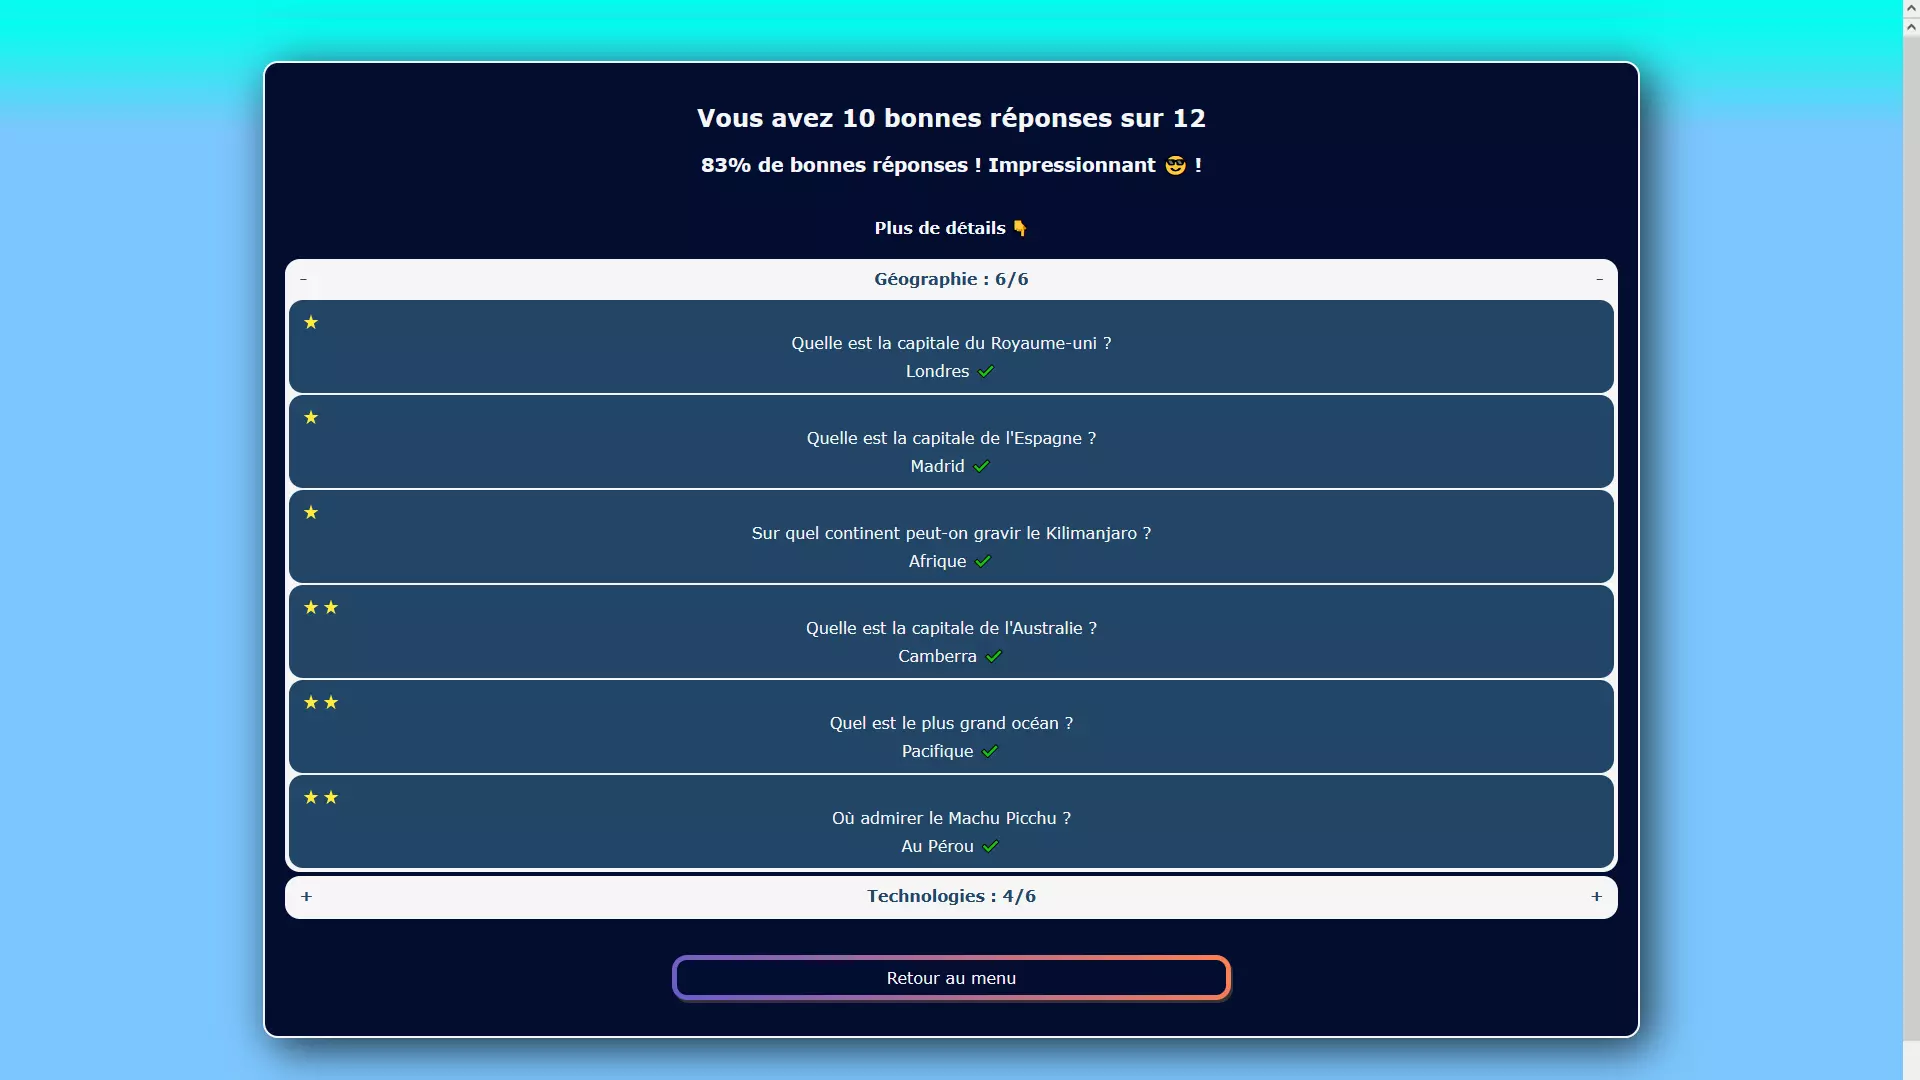 Vous avez 10 bonnes réponses sur 12
83% de bonnes réponses ! Impressionnant 🤓 !
Plus de détails 👇
- Géographie : 6/6 -
★
Quelle est la capitale du Royaume-uni ?
Londres ✔
★
Quelle est la capitale de l'Espagne ?
Madrid ✔
★
Sur quel continent peut-on gravir le Kilimanjaro ?
Afrique ✔
★ ★
Quelle est la capitale de l'Australie ?
Camberra ✔
★ ★
Quel est le plus grand océan ?
Pacifique ✔
★ ★
Où admirer le Machu Picchu ?
Au Pérou ✔
+ Technologies : 4/6 +
Retour au menu